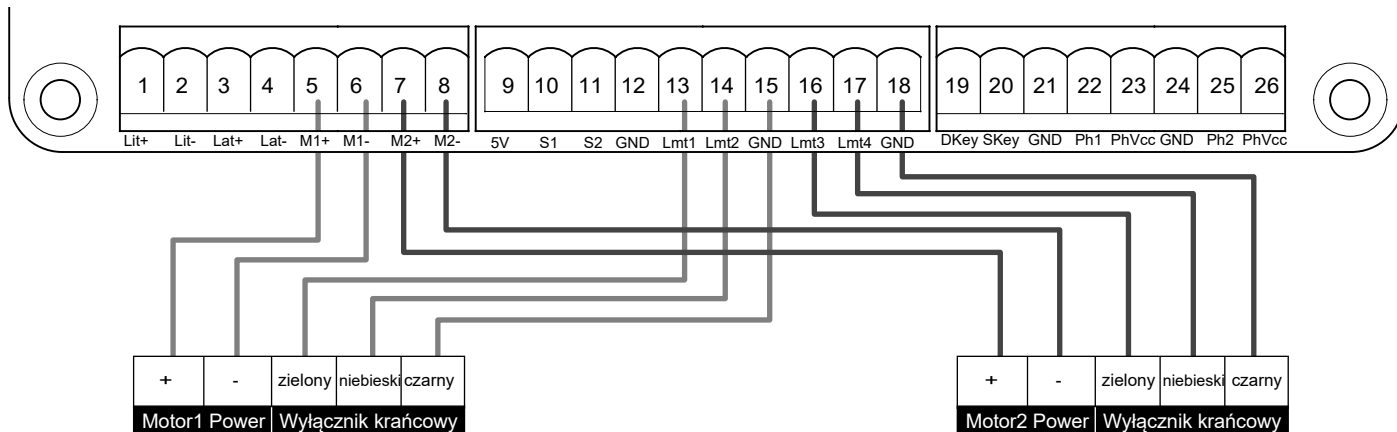 1 2 3 4 5 6 7 8 9 10 11 12 13 14 15 16 17 18 19 20 21 22 23 24 25 26
Lit+ Lit- Lat+ Lat- M1+ M1- M2+ M2- 5V S1 S2 GND Lmt1 Lmt2 GND Lmt3 Lmt4 GND DKey SKey GND Ph1 PhVcc GND Ph2 PhVcc
+ - zielony niebieski czarny + - zielony niebieski czarny
Motor1 Power Wyłącznik krańcowy Motor2 Power Wyłącznik krańcowy